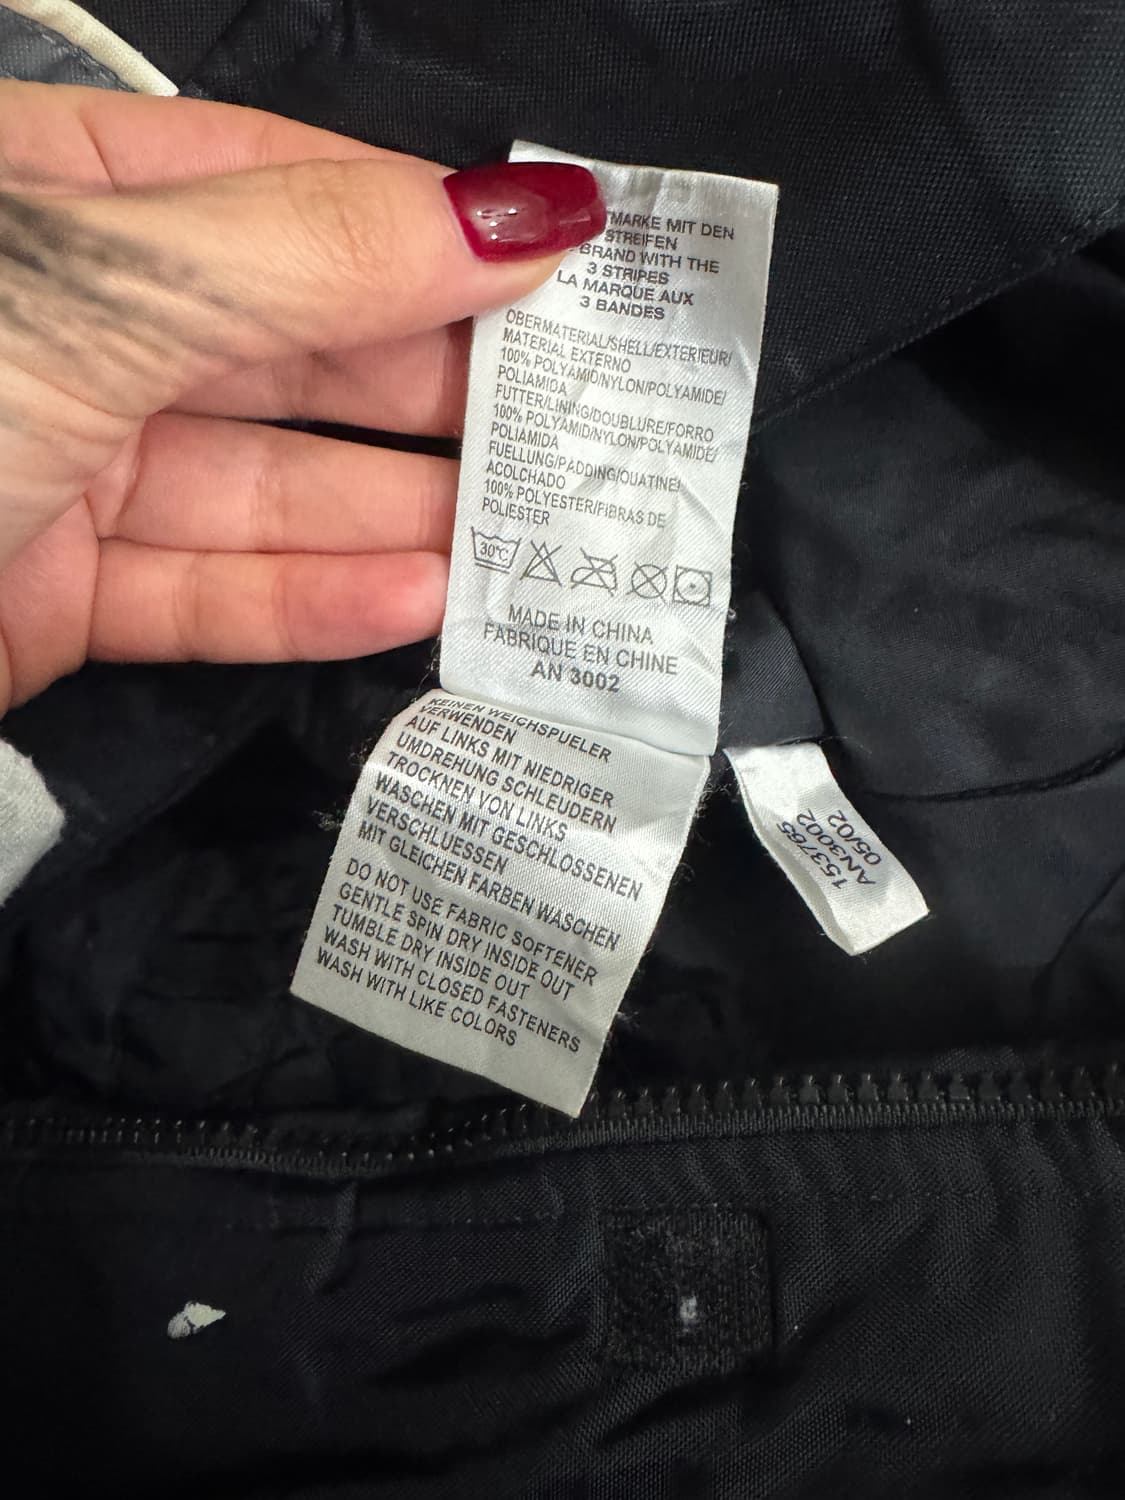 MARKE MIT DEN
STREIFEN
BRAND WITH THE
3 STRIPES
LA MARQUE AUX
3 BANDES
OBERMATERIAL/SHELL/EXTERIEUR/
MATERIAL EXTERNO
100% POLYAMID/NYLON/POLYAMIDE/
POLIAMIDA
FUTTER/LINING/DOUBLURE/FORRO
100% POLYAMID/NYLON/POLYAMIDE/
POLIAMIDA
FUELLUNG/PADDING/OUATINE/
ACOLCHADO
100% POLYESTER/FIBRAS DE
POLIESTER
30°C
MADE IN CHINA
FABRIQUE EN CHINE
AN 3002
KEINEN WEICHSPUELER
VERWENDEN
AUF LINKS MIT NIEDRIGER
UMDREHUNG SCHLEUDERN
TROCKNEN VON LINKS
WASCHEN MIT GESCHLOSSENEN
VERSCHLUESSEN
MIT GLEICHEN FARBEN WASCHEN
DO NOT USE FABRIC SOFTENER
GENTLE SPIN DRY INSIDE OUT
TUMBLE DRY INSIDE OUT
WASH WITH CLOSED FASTENERS
WASH WITH LIKE COLORS
153765
AN3002
05/02